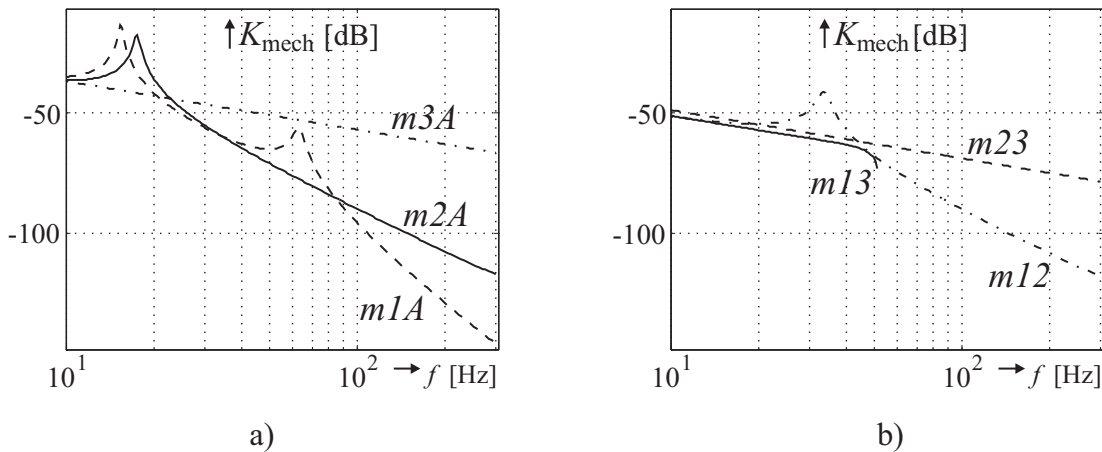 K_mech [dB]
-50
-100
m3A
m2A
m1A
10^1
10^2
f [Hz]
a)
K_mech [dB]
-50
-100
m23
m13
m12
10^1
10^2
f [Hz]
b)